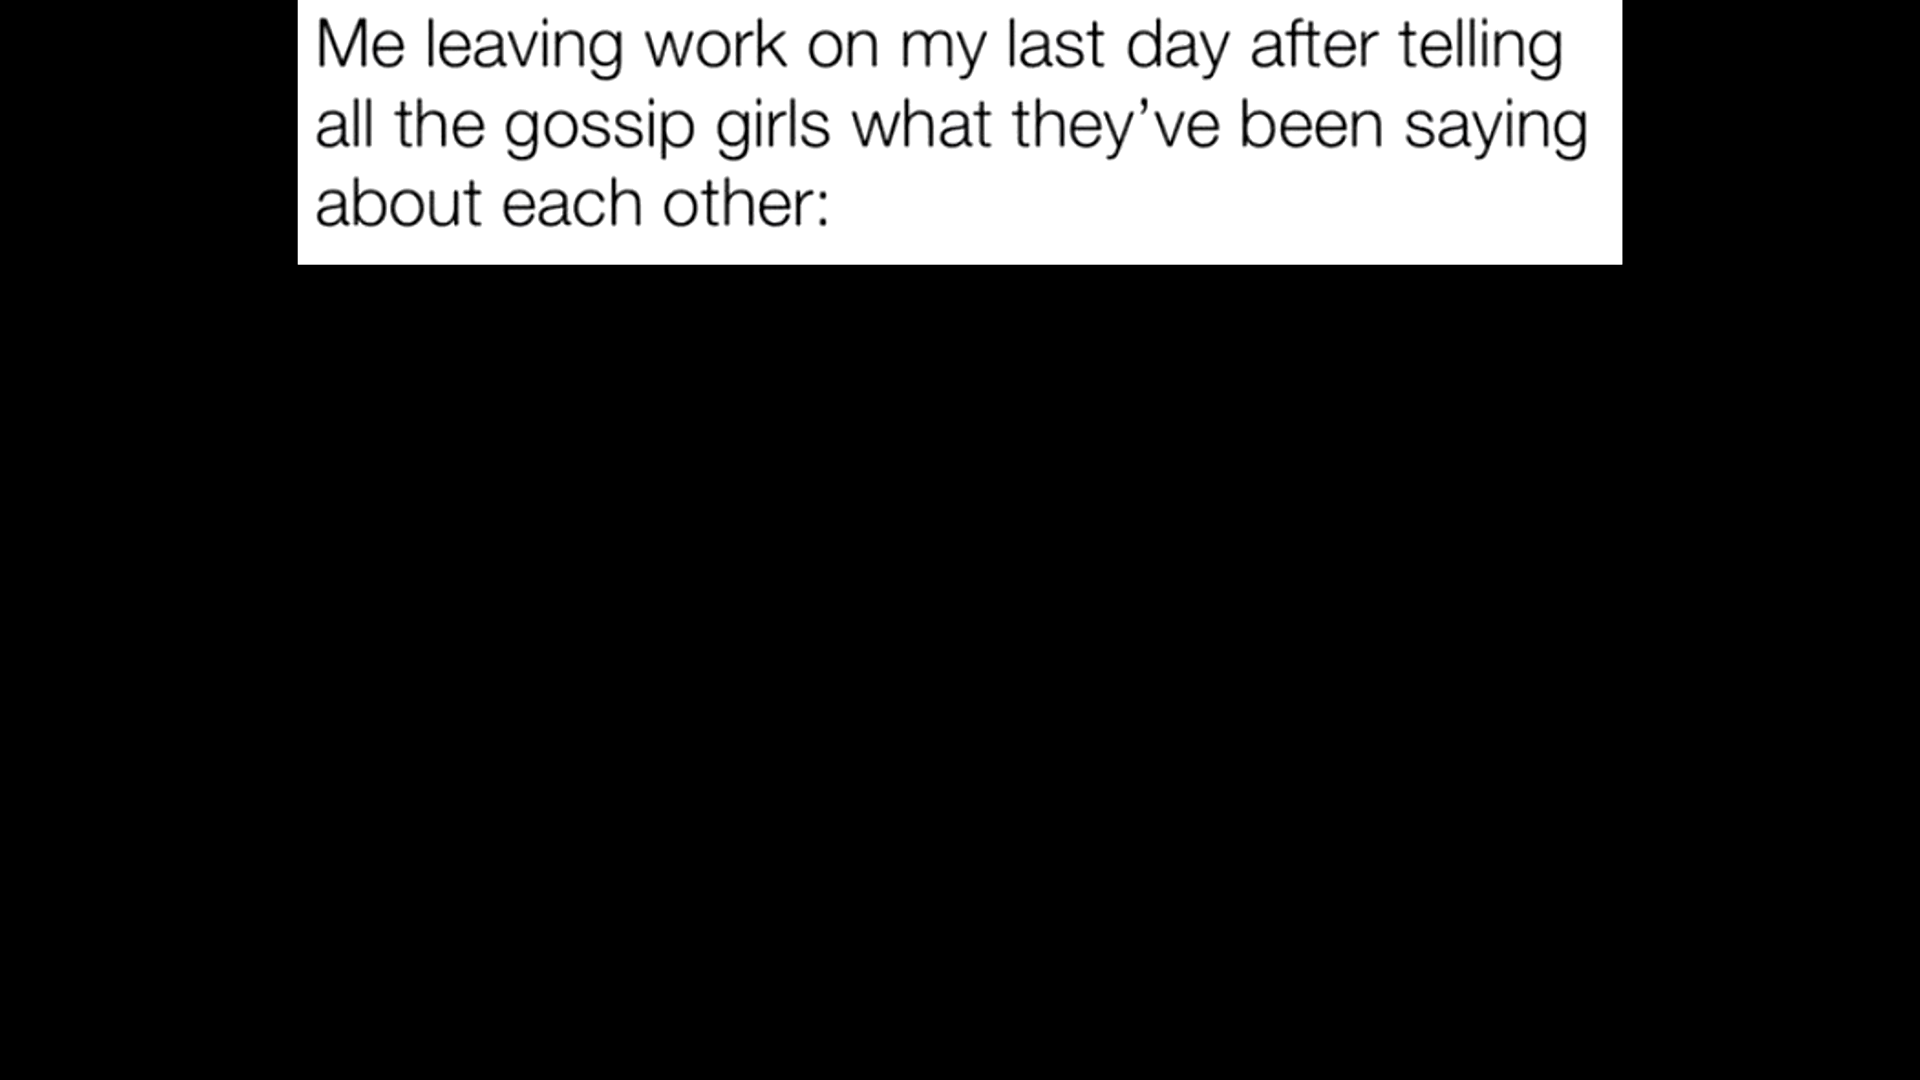 Me leaving work on my last day after telling
all the gossip girls what they’ve been saying
about each other: